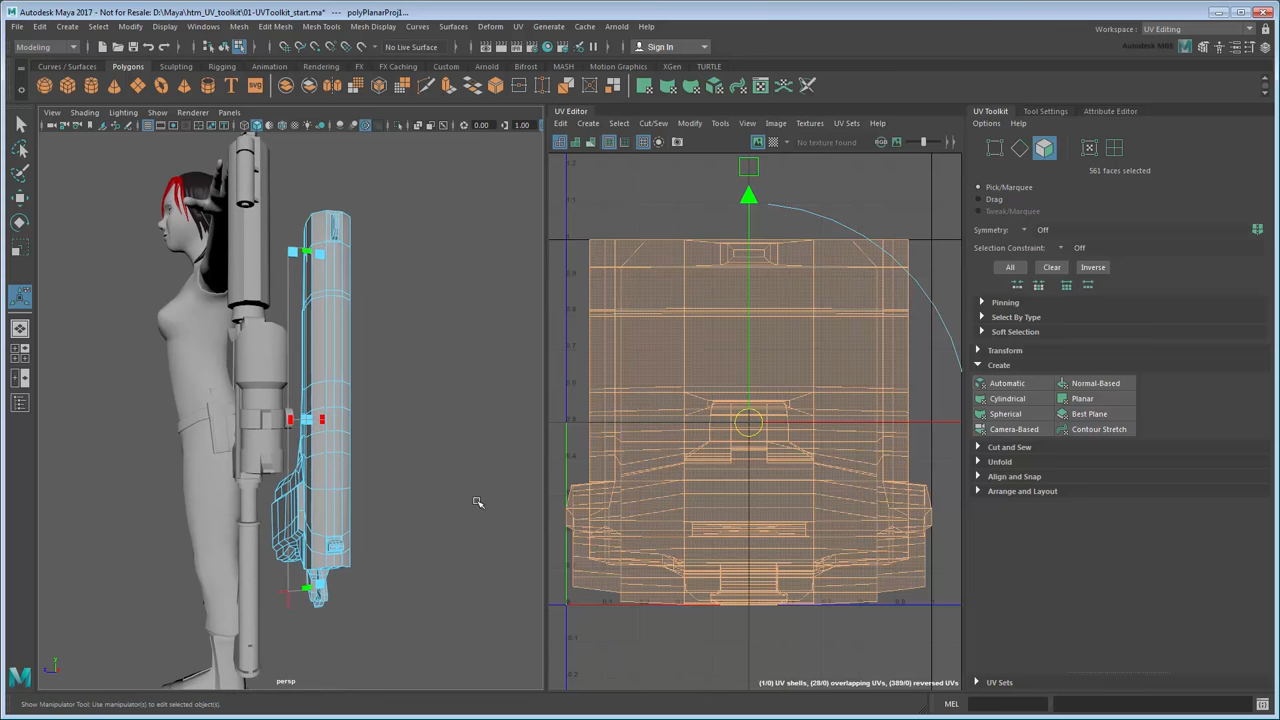 Autodesk Maya 2017 - Not for Resale: D:\Maya\htm_UV_toolkit\01-UVToolkit_start.ma* --- polyPlanarProj1...
File Edit Create Select Modify Display Windows Mesh Edit Mesh Mesh Tools Mesh Display Curves Surfaces Deform UV Generate Cache Arnold Help
Workspace: UV Editing
Modeling No Live Surface Sign In Autodesk MBE
Curves / Surfaces Polygons Sculpting Rigging Animation Rendering FX FX Caching Custom Arnold Bifrost MASH Motion Graphics XGen TURTLE
View Shading Lighting Show Renderer Panels
0.00 1.00
persp
UV Editor
Edit Create Select Cut/Sew Modify Tools View Image Textures UV Sets Help
No texture found
(1/0) UV shells, (28/0) overlapping UVs, (389/0) reversed UVs
UV Toolkit Tool Settings Attribute Editor
Options Help
561 faces selected
Pick/Marquee
Drag
Tweak/Marquee
Symmetry: Off
Selection Constraint: Off
All Clear Inverse
Pinning
Select By Type
Soft Selection
Transform
Create
Automatic Normal-Based
Cylindrical Planar
Spherical Best Plane
Camera-Based Contour Stretch
Cut and Sew
Unfold
Align and Snap
Arrange and Layout
UV Sets
Show Manipulator Tool: Use manipulator(s) to edit selected object(s).
MEL